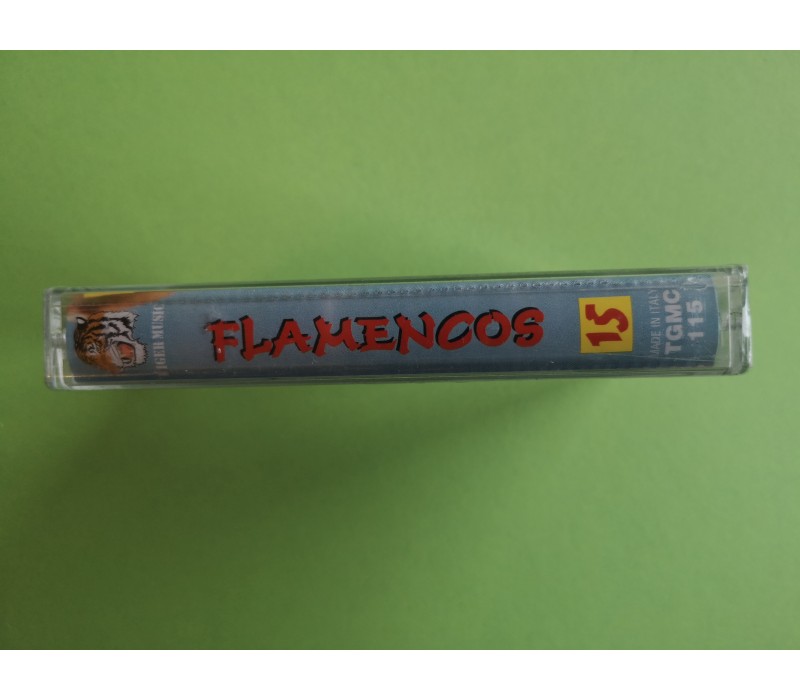 TIGER MUSIC
FLAMENCOS
15
MADE IN ITALY
TGMC
115